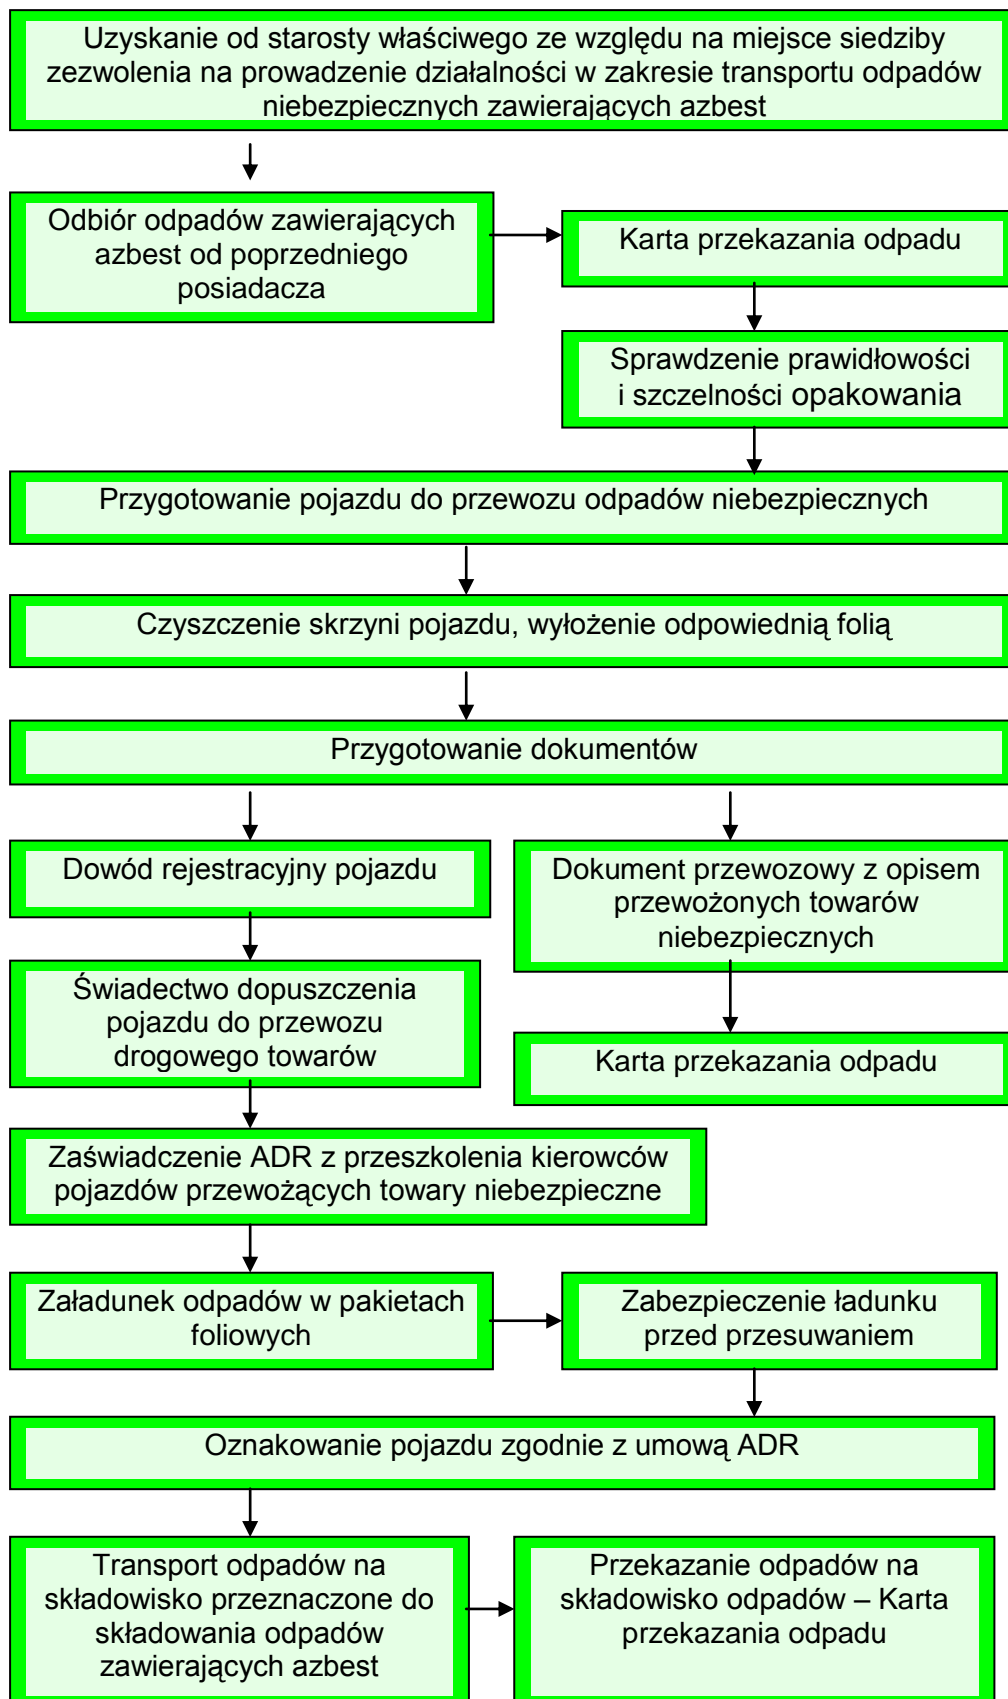 Uzyskanie od starosty właściwego ze względu na miejsce siedziby
zezwolenia na prowadzenie działalności w zakresie transportu odpadów
niebezpiecznych zawierających azbest
Odbiór odpadów zawierających
azbest od poprzedniego
posiadacza
Karta przekazania odpadu
Sprawdzenie prawidłowości
i szczelności opakowania
Przygotowanie pojazdu do przewozu odpadów niebezpiecznych
Czyszczenie skrzyni pojazdu, wyłożenie odpowiednią folią
Przygotowanie dokumentów
Dowód rejestracyjny pojazdu
Świadectwo dopuszczenia
pojazdu do przewozu
drogowego towarów
Zaświadczenie ADR z przeszkolenia kierowców
pojazdów przewożących towary niebezpieczne
Dokument przewozowy z opisem
przewożonych towarów
niebezpiecznych
Karta przekazania odpadu
Załadunek odpadów w pakietach
foliowych
Zabezpieczenie ładunku
przed przesuwaniem
Oznakowanie pojazdu zgodnie z umową ADR
Transport odpadów na
składowisko przeznaczone do
składowania odpadów
zawierających azbest
Przekazanie odpadów na
składowisko odpadów – Karta
przekazania odpadu